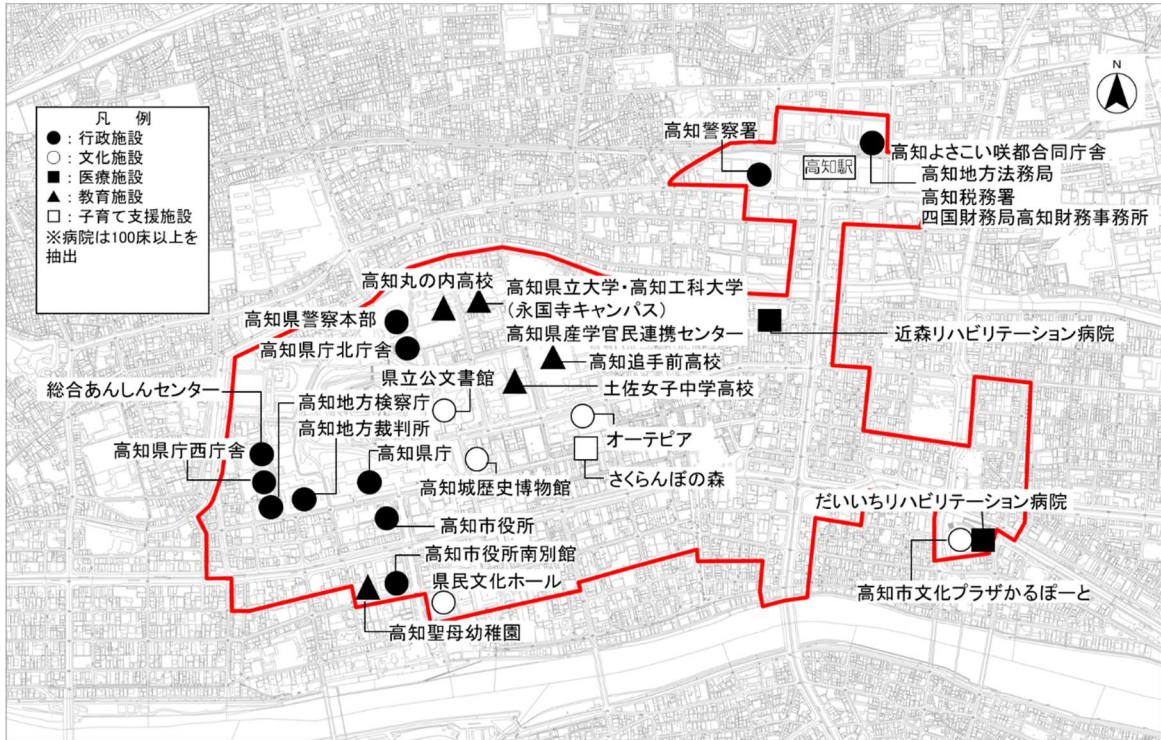 N
凡 例
●：行政施設
○：文化施設
■：医療施設
▲：教育施設
□：子育て支援施設
※病院は100床以上を
抽出
高知警察署
高知駅
高知よさこい咲都合同庁舎
高知地方法務局
高知税務署
四国財務局高知財務事務所
高知丸の内高校
高知県立大学・高知工科大学
（永国寺キャンパス）
高知県産学官民連携センター
高知県警察本部
高知県庁北庁舎
近森リハビリテーション病院
高知追手前高校
土佐女子中学高校
県立公文書館
総合あんしんセンター
高知地方検察庁
高知地方裁判所
オーテピア
高知県庁西庁舎
高知県庁
高知城歴史博物館
さくらんぼの森
だいいちリハビリテーション病院
高知市役所
高知市役所南別館
県民文化ホール
高知市文化プラザかるぽーと
高知聖母幼稚園